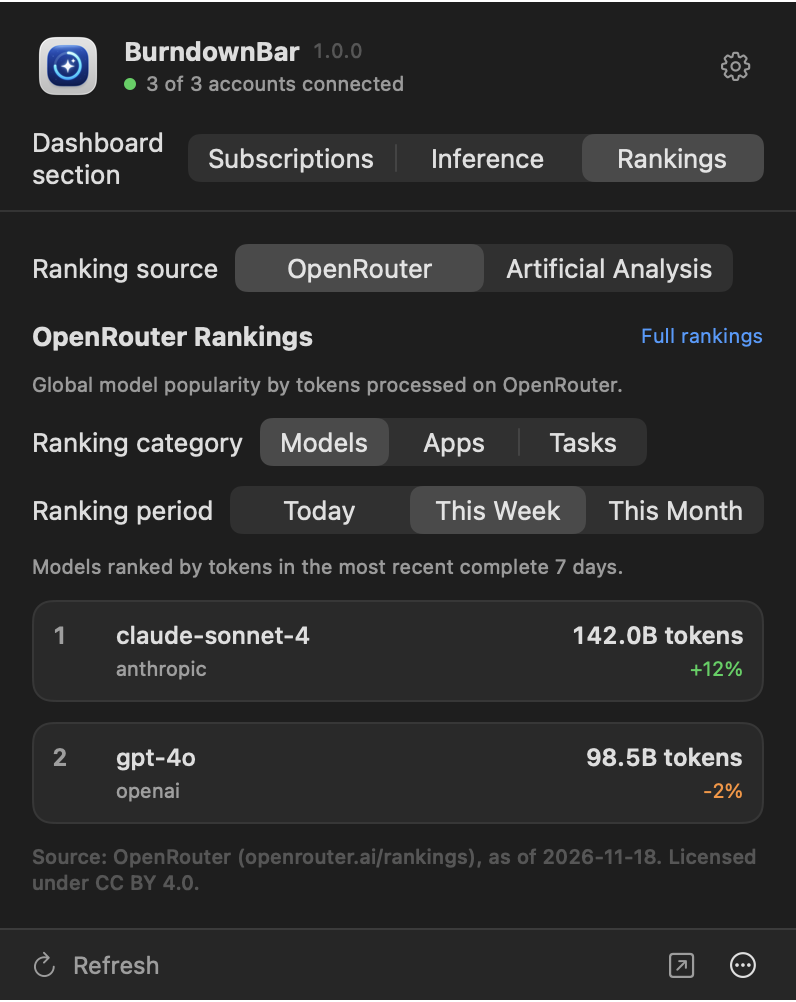 BurndownBar 1.0.0
3 of 3 accounts connected
Dashboard
section
Subscriptions
Inference
Rankings
Ranking source
OpenRouter
Artificial Analysis
OpenRouter Rankings
Full rankings
Global model popularity by tokens processed on OpenRouter.
Ranking category
Models
Apps
Tasks
Ranking period
Today
This Week
This Month
Models ranked by tokens in the most recent complete 7 days.
1
claude-sonnet-4
142.0B tokens
anthropic
+12%
2
gpt-4o
98.5B tokens
openai
-2%
Source: OpenRouter (openrouter.ai/rankings), as of 2026-11-18. Licensed
under CC BY 4.0.
Refresh